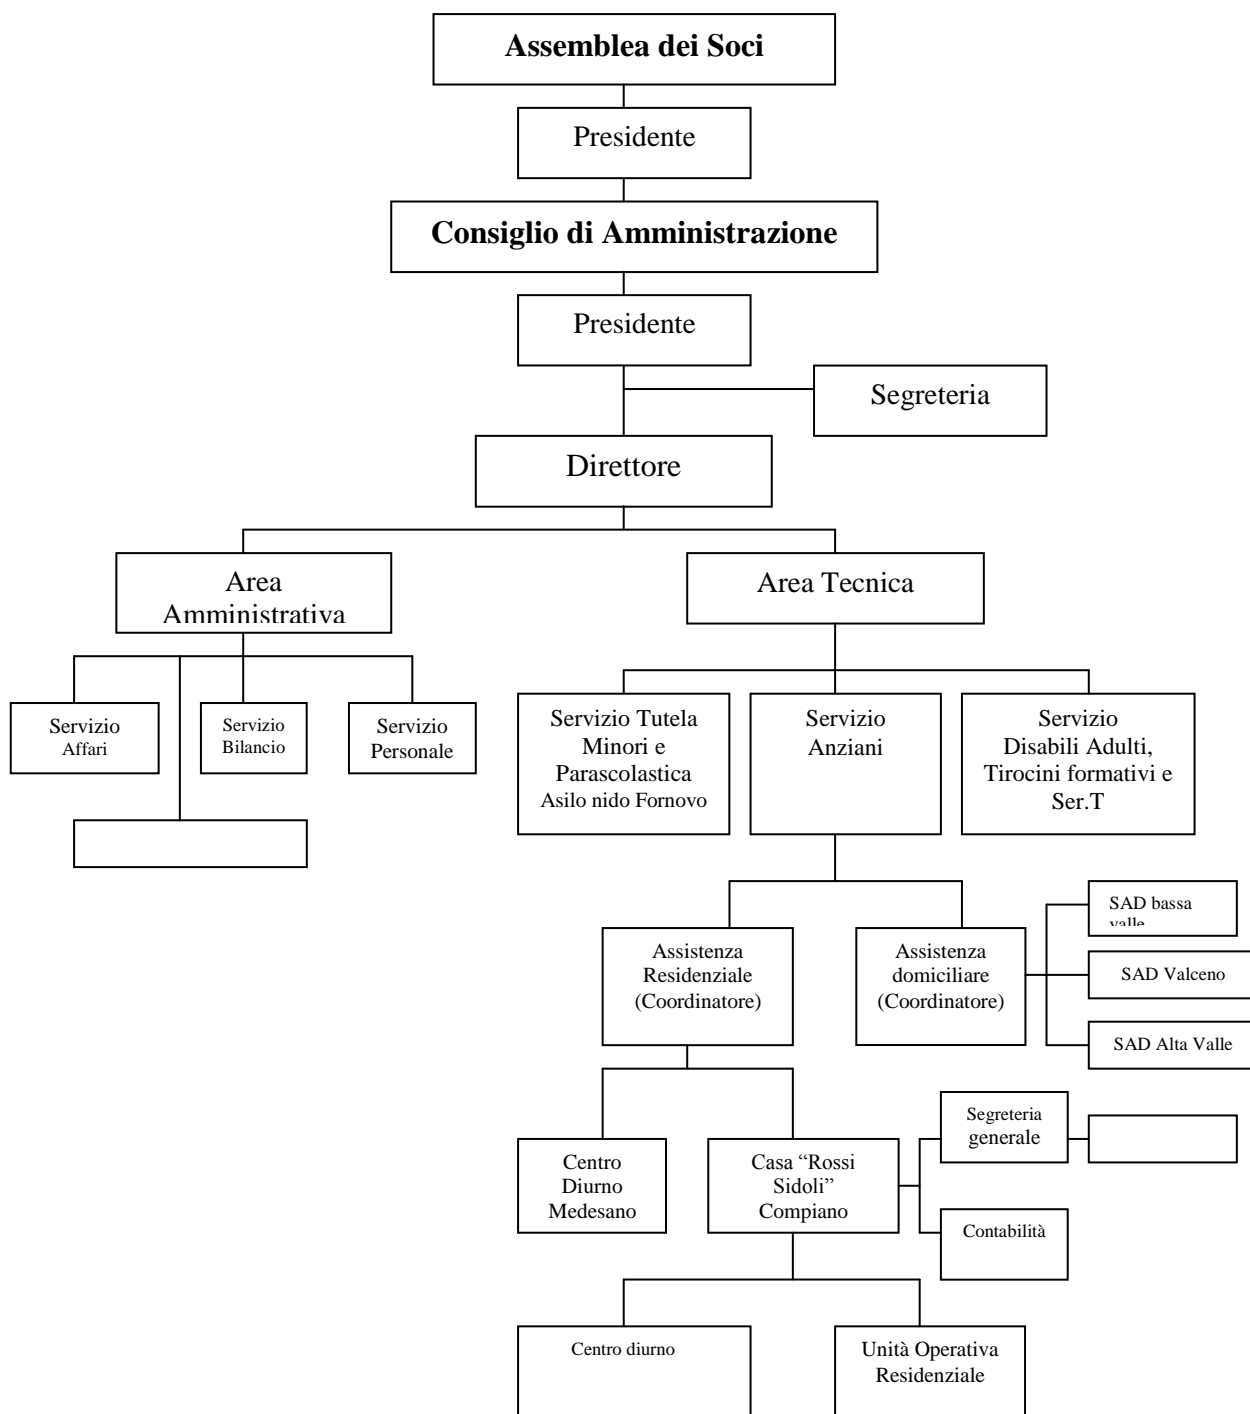 Assemblea dei Soci
Presidente
Consiglio di Amministrazione
Presidente
Segreteria
Direttore
Area
Amministrativa
Area Tecnica
Servizio
Affari
Servizio
Bilancio
Servizio
Personale
Servizio Tutela
Minori e
Parascolastica
Asilo nido Fornovo
Servizio
Anziani
Servizio
Disabili Adulti,
Tirocini formativi e
Ser.T
Assistenza
Residenziale
(Coordinatore)
Assistenza
domiciliare
(Coordinatore)
SAD bassa
valle
SAD Valceno
SAD Alta Valle
Centro
Diurno
Medesano
Casa “Rossi
Sidoli”
Compiano
Segreteria
generale
Contabilità
Centro diurno
Unità Operativa
Residenziale